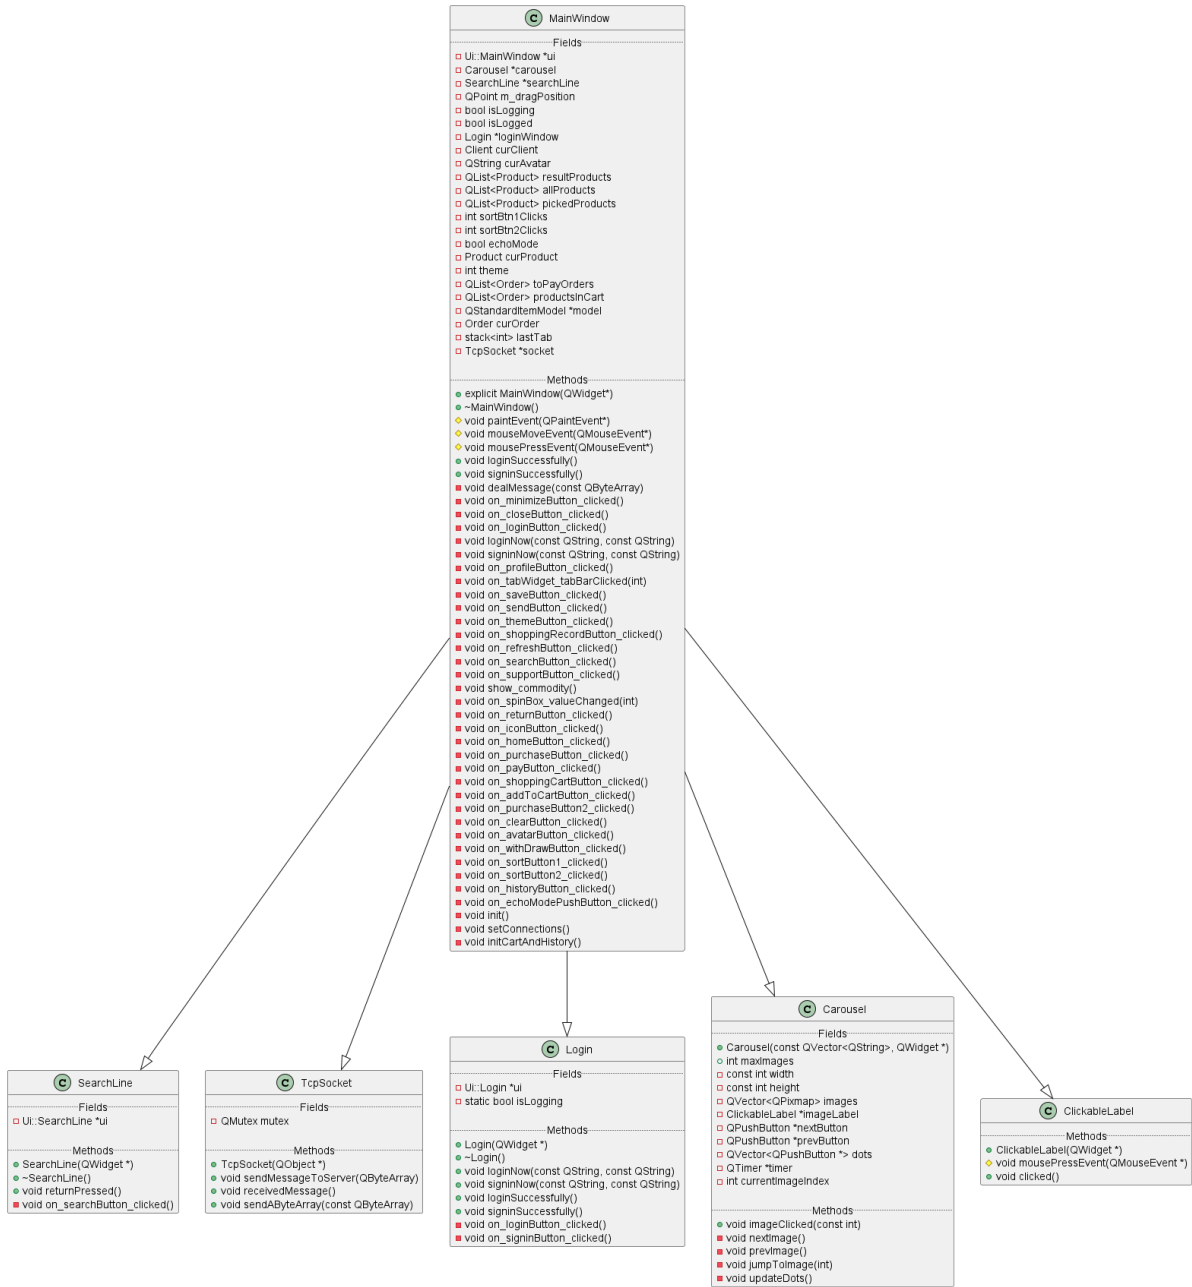 C MainWindow
Fields
Ui::MainWindow *ui
Carousel *carousel
SearchLine *searchLine
QPoint m_dragPosition
bool isLogging
bool isLogged
Login *loginWindow
Client curClient
QString curAvatar
QList<Product> resultProducts
QList<Product> allProducts
QList<Product> pickedProducts
int sortBtn1Clicks
int sortBtn2Clicks
bool echoMode
Product curProduct
int theme
QList<Order> toPayOrders
QList<Order> productsInCart
QStandardItemModel *model
Order curOrder
stack<int> lastTab
TcpSocket *socket
Methods
explicit MainWindow(QWidget*)
~MainWindow()
void paintEvent(QPaintEvent*)
void mouseMoveEvent(QMouseEvent*)
void mousePressEvent(QMouseEvent*)
void loginSuccessfully()
void signinSuccessfully()
void dealMessage(const QByteArray)
void on_minimizeButton_clicked()
void on_closeButton_clicked()
void on_loginButton_clicked()
void loginNow(const QString, const QString)
void signinNow(const QString, const QString)
void on_profileButton_clicked()
void on_tabWidget_tabBarClicked(int)
void on_saveButton_clicked()
void on_sendButton_clicked()
void on_themeButton_clicked()
void on_shoppingRecordButton_clicked()
void on_refreshButton_clicked()
void on_searchButton_clicked()
void on_supportButton_clicked()
void show_commodity()
void on_spinBox_valueChanged(int)
void on_returnButton_clicked()
void on_iconButton_clicked()
void on_homeButton_clicked()
void on_purchaseButton_clicked()
void on_payButton_clicked()
void on_shoppingCartButton_clicked()
void on_addToCartButton_clicked()
void on_purchaseButton2_clicked()
void on_clearButton_clicked()
void on_avatarButton_clicked()
void on_withDrawButton_clicked()
void on_sortButton1_clicked()
void on_sortButton2_clicked()
void on_historyButton_clicked()
void on_echoModePushButton_clicked()
void init()
void setConnections()
void initCartAndHistory()
C SearchLine
Fields
Ui::SearchLine *ui
Methods
SearchLine(QWidget *)
~SearchLine()
void returnPressed()
void on_searchButton_clicked()
C TcpSocket
Fields
QMutex mutex
Methods
TcpSocket(QObject *)
void sendMessageToServer(QByteArray)
void receivedMessage()
void sendAByteArray(const QByteArray)
C Login
Fields
Ui::Login *ui
static bool isLogging
Methods
Login(QWidget *)
~Login()
void loginNow(const QString, const QString)
void signinNow(const QString, const QString)
void loginSuccessfully()
void signinSuccessfully()
void on_loginButton_clicked()
void on_signinButton_clicked()
C Carousel
Fields
Carousel(const QVector<QString>, QWidget *)
int maxImages
const int width
const int height
QVector<QPixmap> images
ClickableLabel *imageLabel
QPushButton *nextButton
QPushButton *prevButton
QVector<QPushButton *> dots
QTimer *timer
int currentImageIndex
Methods
void imageClicked(const int)
void nextImage()
void prevImage()
void jumpToImage(int)
void updateDots()
C ClickableLabel
Methods
ClickableLabel(QWidget *)
void mousePressEvent(QMouseEvent *)
void clicked()